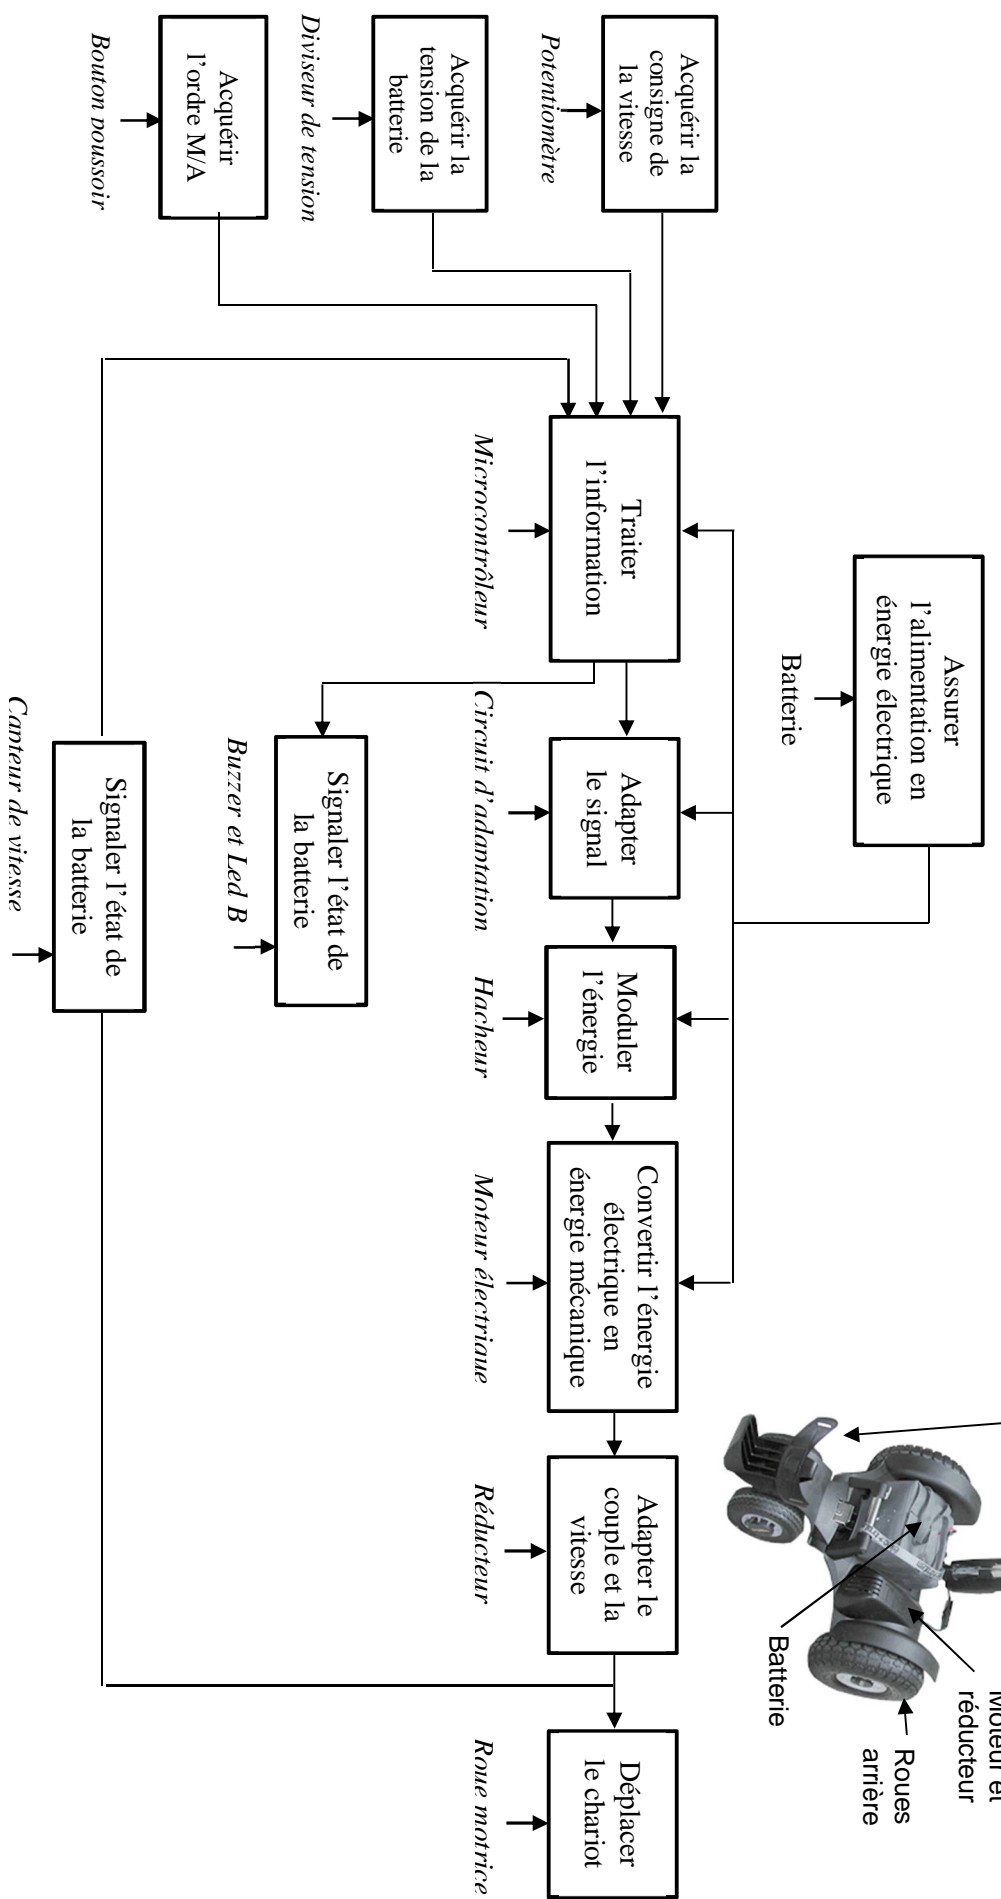 Assurer
l'alimentation en
énergie électrique
Batterie
réducteur
Roues
arrière
Batterie
Acquérir la
consigne de
la vitesse
Potentiomètre
Acquérir la
tension de la
batterie
Diviseur de tension
Acquérir
l'ordre M/A
Bouton poussoir
Traiter
l'information
Microcontrôleur
Adapter
le signal
Circuit d'adaptation
Moduler
l'énergie
Hacheur
Convertir l'énergie
électrique en
énergie mécanique
Moteur électrique
Adapter le
couple et la
vitesse
Réducteur
Déplacer
le chariot
Roue motrice
Signaler l'état de
la batterie
Buzzer et Led B
Signaler l'état de
la batterie
Capteur de vitesse